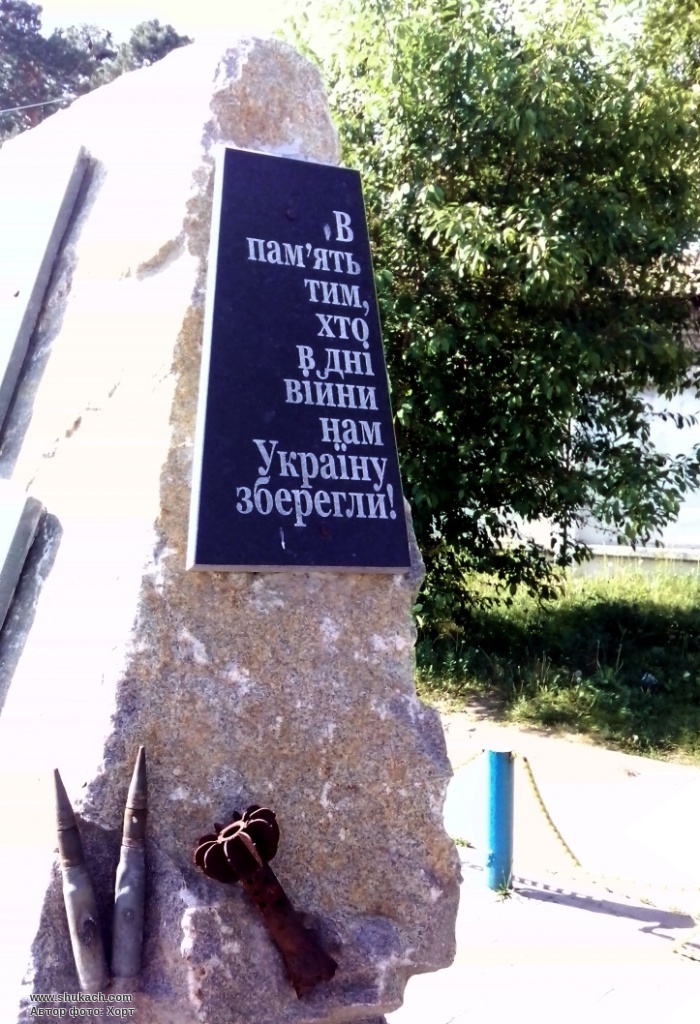 В
пам'ять
тим,
хто
в дні
війни
нам
Україну
зберегли!
www.shukach.com
Автор фото: Хорт